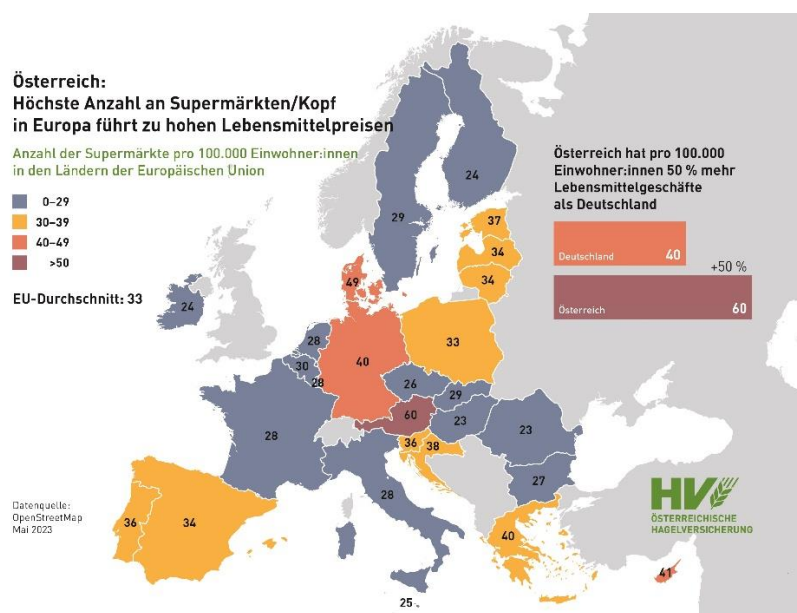 Österreich:
Höchste Anzahl an Supermärkten/Kopf
in Europa führt zu hohen Lebensmittelpreisen
Anzahl der Supermärkte pro 100.000 Einwohner:innen
in den Ländern der Europäischen Union
0–29
30–39
40–49
>50
EU-Durchschnitt: 33
Österreich hat pro 100.000
Einwohner:innen 50 % mehr
Lebensmittelgeschäfte
als Deutschland
Deutschland 40
+50 %
Österreich 60
24
29
37
34
34
49
24
28
30
28
40
33
26
29
60
23
23
28
36
38
27
28
36
34
40
41
25
Datenquelle:
OpenStreetMap
Mai 2023
HV
ÖSTERREICHISCHE
HAGELVERSICHERUNG